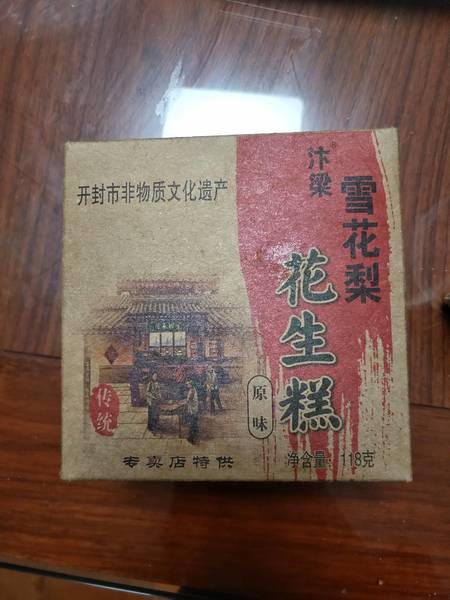 开封市非物质文化遗产
汴梁®
雪花梨
花生糕
原味
传统
专卖店特供
净含量：118克